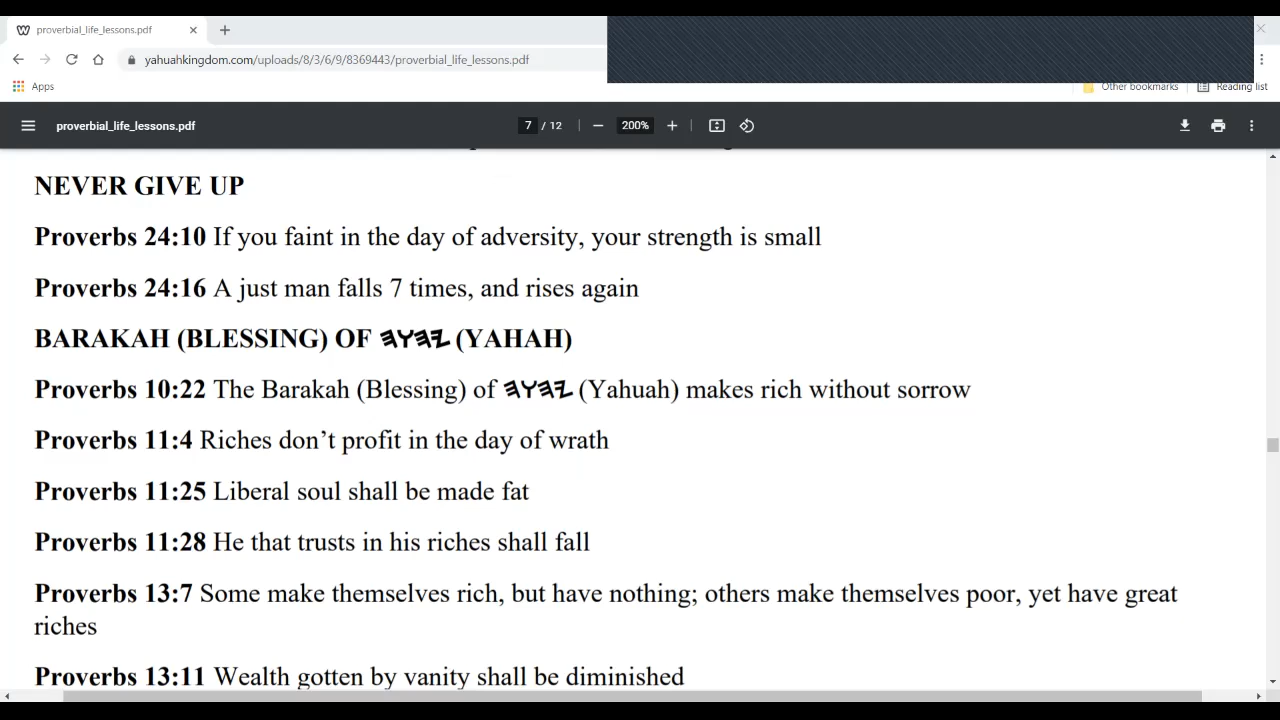 proverbial_life_lessons.pdf
yahuahkingdom.com/uploads/8/3/6/9/8369443/proverbial_life_lessons.pdf
Apps
Other bookmarks
Reading list
proverbial_life_lessons.pdf
7 / 12
200%
NEVER GIVE UP
Proverbs 24:10 If you faint in the day of adversity, your strength is small
Proverbs 24:16 A just man falls 7 times, and rises again
BARAKAH (BLESSING) OF 𐤉𐤄𐤅𐤄 (YAHAH)
Proverbs 10:22 The Barakah (Blessing) of 𐤉𐤄𐤅𐤄 (Yahuah) makes rich without sorrow
Proverbs 11:4 Riches don’t profit in the day of wrath
Proverbs 11:25 Liberal soul shall be made fat
Proverbs 11:28 He that trusts in his riches shall fall
Proverbs 13:7 Some make themselves rich, but have nothing; others make themselves poor, yet have great
riches
Proverbs 13:11 Wealth gotten by vanity shall be diminished